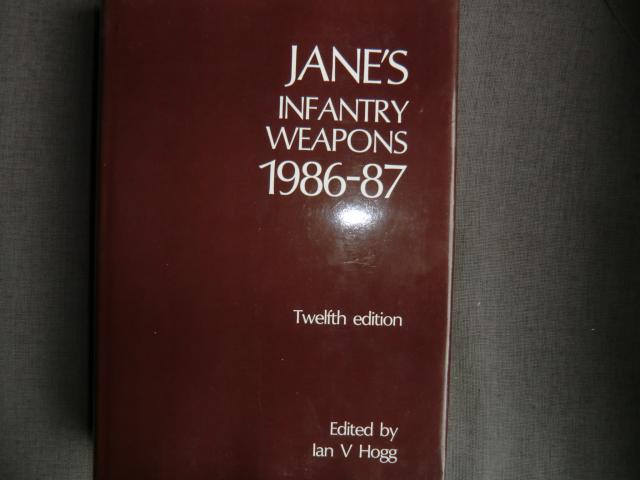 JANE'S
INFANTRY
WEAPONS
1986-87
Twelfth edition
Edited by
Ian V Hogg